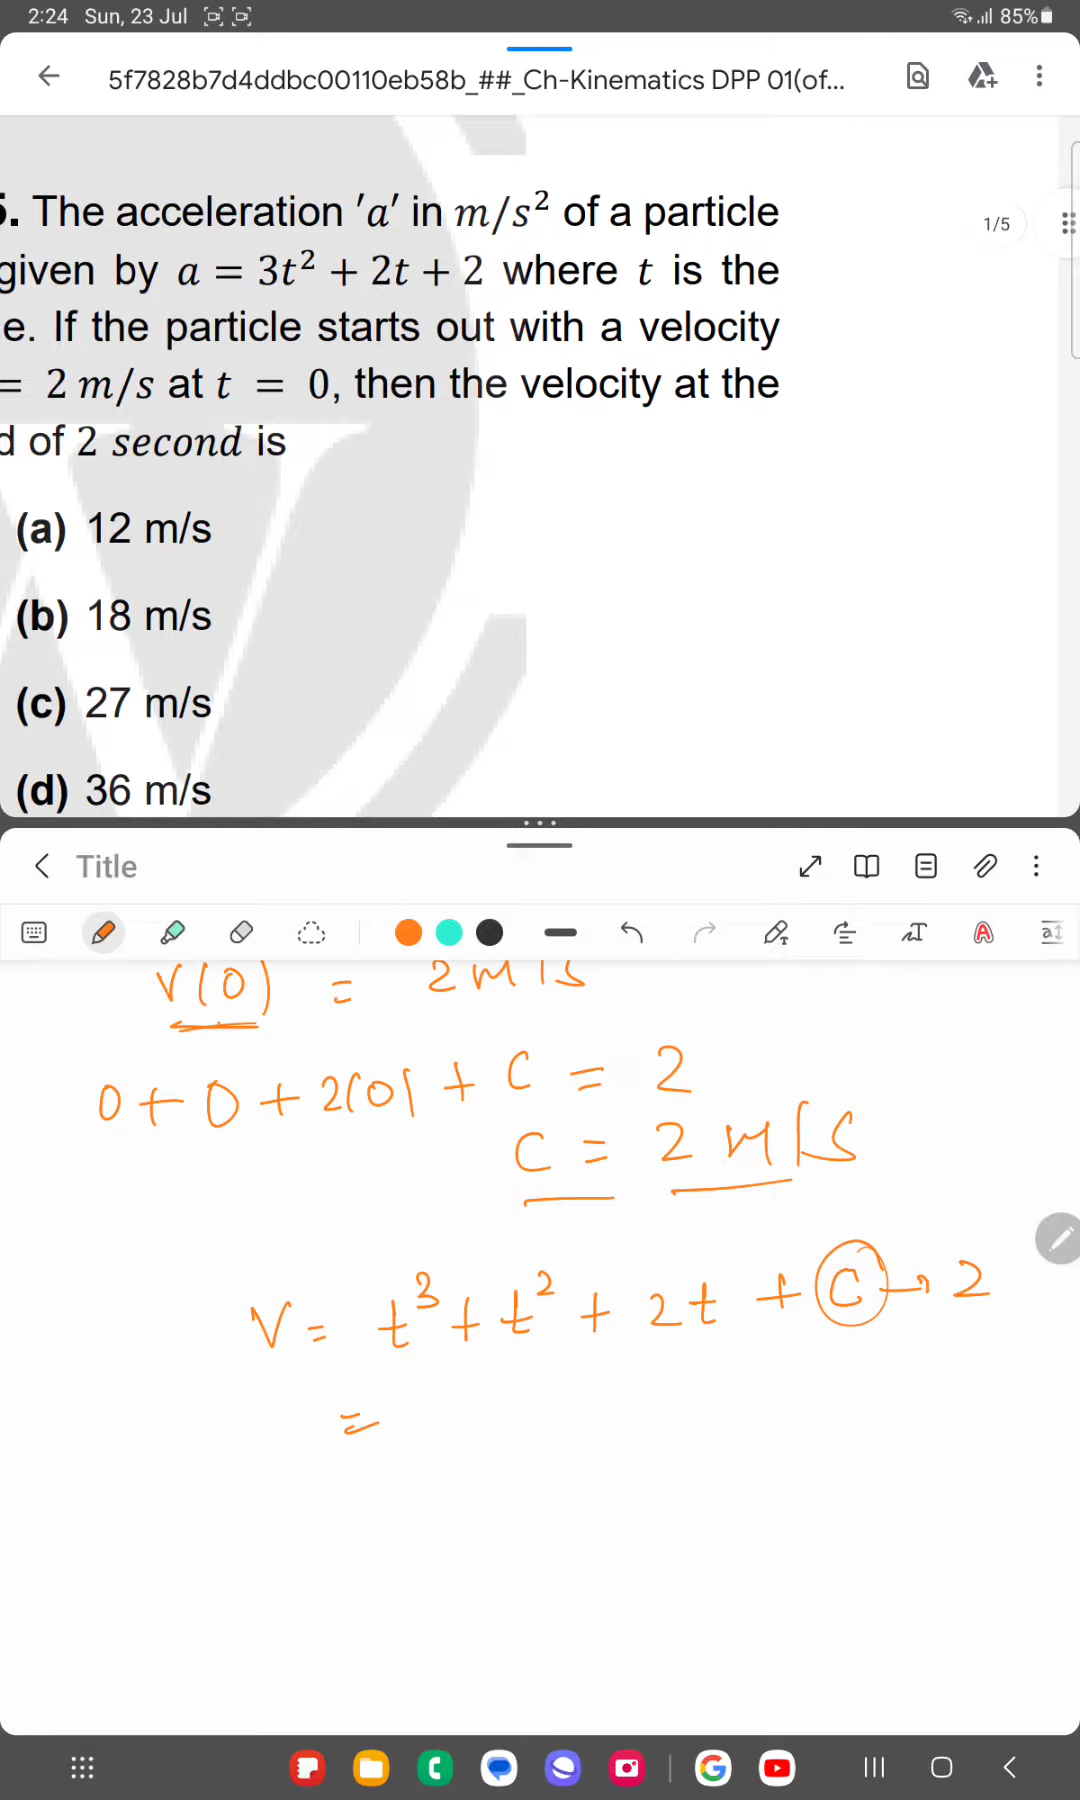 2:24 Sun, 23 Jul 85%
5f7828b7d4ddbc00110eb58b_##_Ch-Kinematics DPP 01(of...
5. The acceleration 'a' in m/s² of a particle
given by a = 3t² + 2t + 2 where t is the
e. If the particle starts out with a velocity
= 2 m/s at t = 0, then the velocity at the
d of 2 second is
1/5
(a) 12 m/s
(b) 18 m/s
(c) 27 m/s
(d) 36 m/s
Title
V(0) = 2 M/S
0 + 0 + 2(0) + C = 2
C = 2 M/S
V = t³ + t² + 2t + C → 2
=